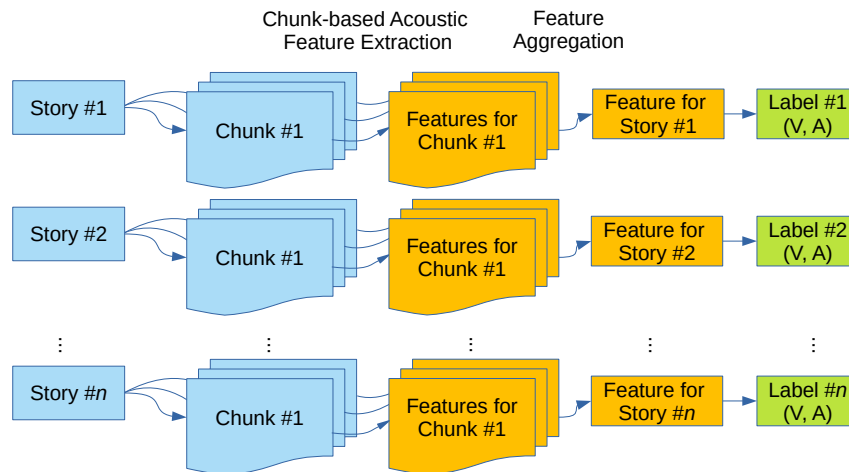 Chunk-based Acoustic
Feature Extraction
Feature
Aggregation
Story #1
Chunk #1
Features for
Chunk #1
Feature for
Story #1
Label #1
(V, A)
Story #2
Chunk #1
Features for
Chunk #1
Feature for
Story #2
Label #2
(V, A)
...
...
...
...
...
Story #n
Chunk #1
Features for
Chunk #1
Feature for
Story #n
Label #n
(V, A)